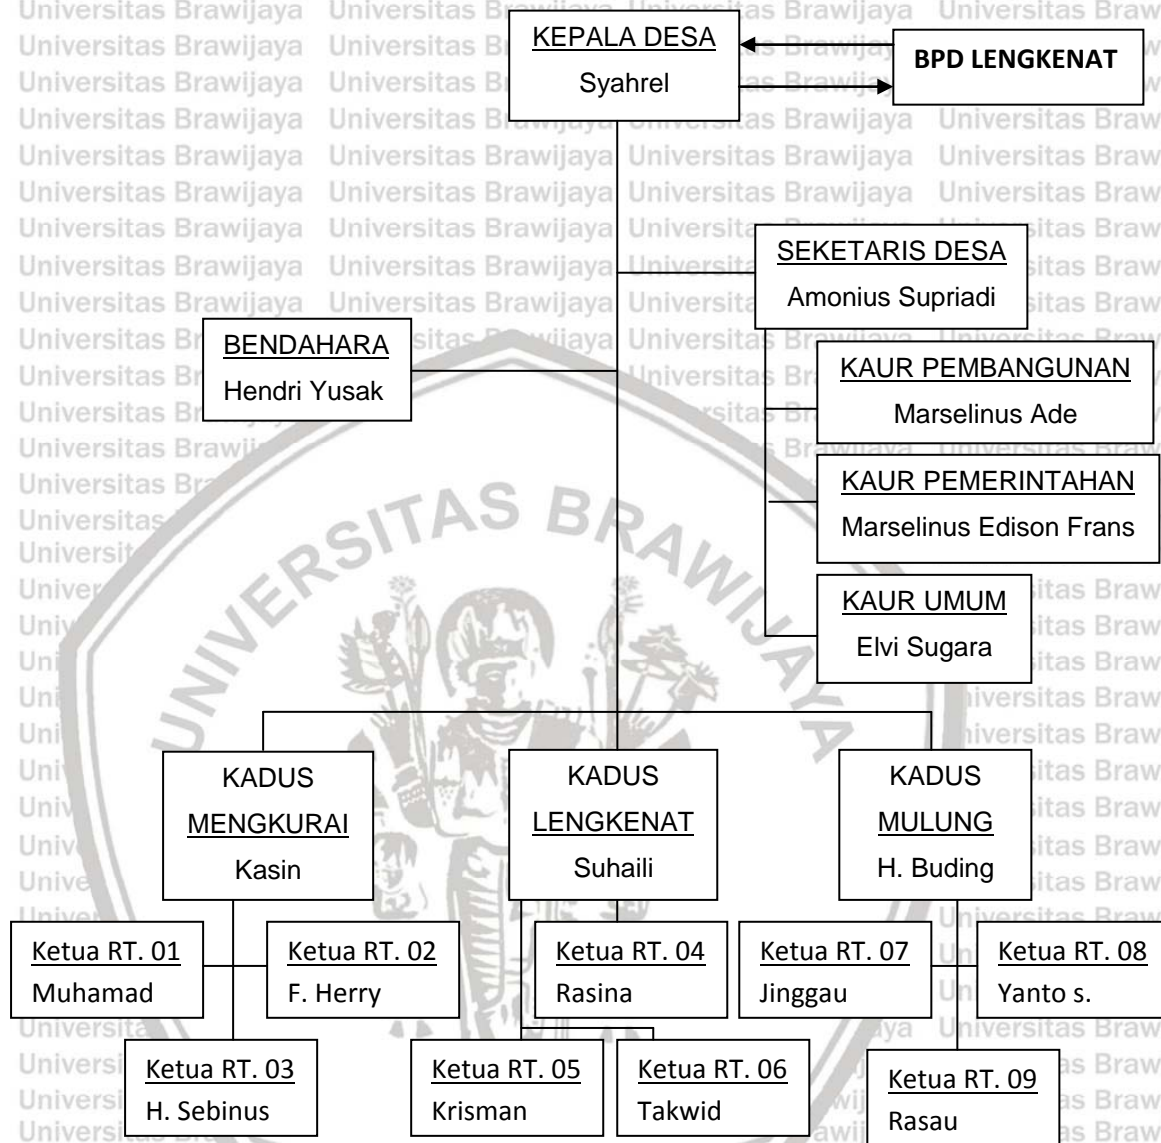 KEPALA DESA
Syahrel
BPD LENGKENAT
SEKETARIS DESA
Amonius Supriadi
BENDAHARA
Hendri Yusak
KAUR PEMBANGUNAN
Marselinus Ade
KAUR PEMERINTAHAN
Marselinus Edison Frans
KAUR UMUM
Elvi Sugara
UNIVERSITAS BRAWIJAYA
KADUS
MENGKURAI
Kasin
KADUS
LENGKENAT
Suhaili
KADUS
MULUNG
H. Buding
Ketua RT. 01
Muhamad
Ketua RT. 02
F. Herry
Ketua RT. 04
Rasina
Ketua RT. 07
Jinggau
Ketua RT. 08
Yanto s.
Ketua RT. 03
H. Sebinus
Ketua RT. 05
Krisman
Ketua RT. 06
Takwid
Ketua RT. 09
Rasau